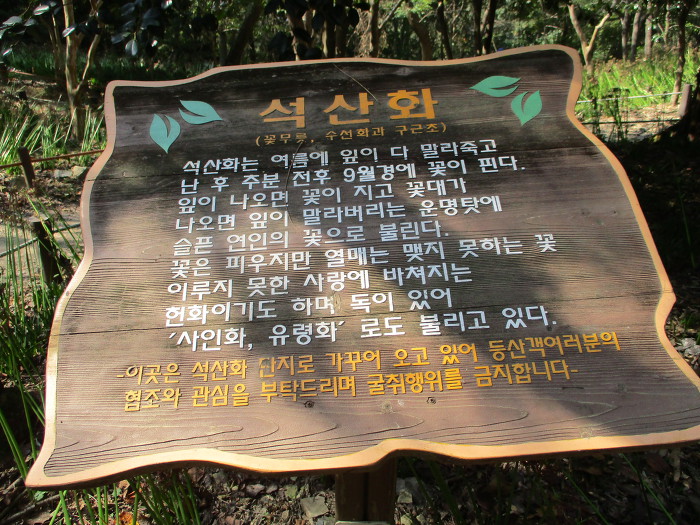 석산화
(꽃무릇, 수선화과 구근초)
석산화는 여름에 잎이 다 말라죽고
난 후 추분 전후 9월경에 꽃이 핀다.
잎이 나오면 꽃이 지고 꽃대가
나오면 잎이 말라버리는 운명탓에
슬픈 연인의 꽃으로 불린다.
꽃은 피우지만 열매는 맺지 못하는 꽃
이루지 못한 사랑에 바쳐지는
헌화이기도 하며 독이 있어
'사인화, 유령화' 로도 불리고 있다.
-이곳은 석산화 단지로 가꾸어 오고 있어 등산객여러분의
협조와 관심을 부탁드리며 굴취행위를 금지합니다-